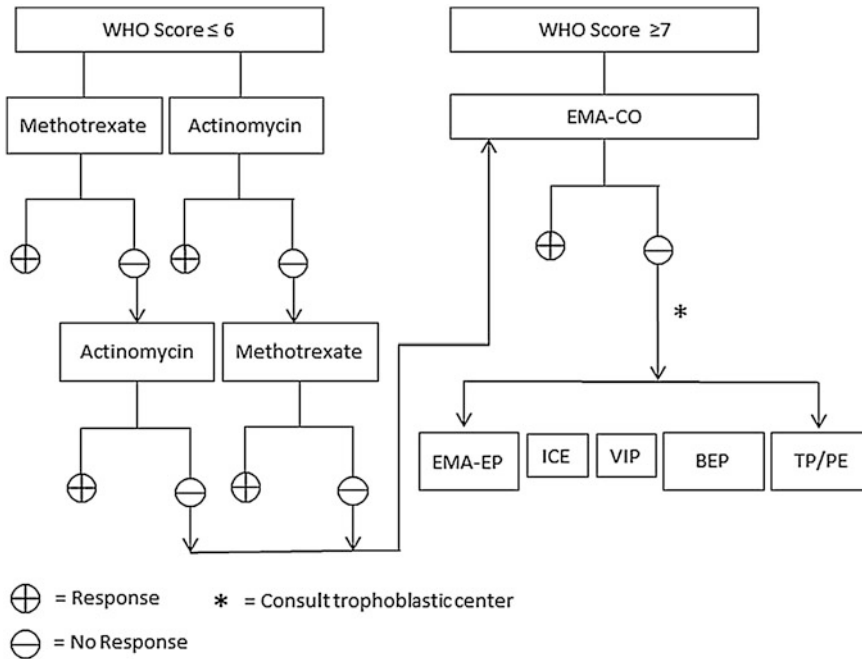 WHO Score ≤ 6
WHO Score ≥7
Methotrexate
Actinomycin
EMA-CO
*
Actinomycin
Methotrexate
EMA-EP
ICE
VIP
BEP
TP/PE
= Response
* = Consult trophoblastic center
= No Response